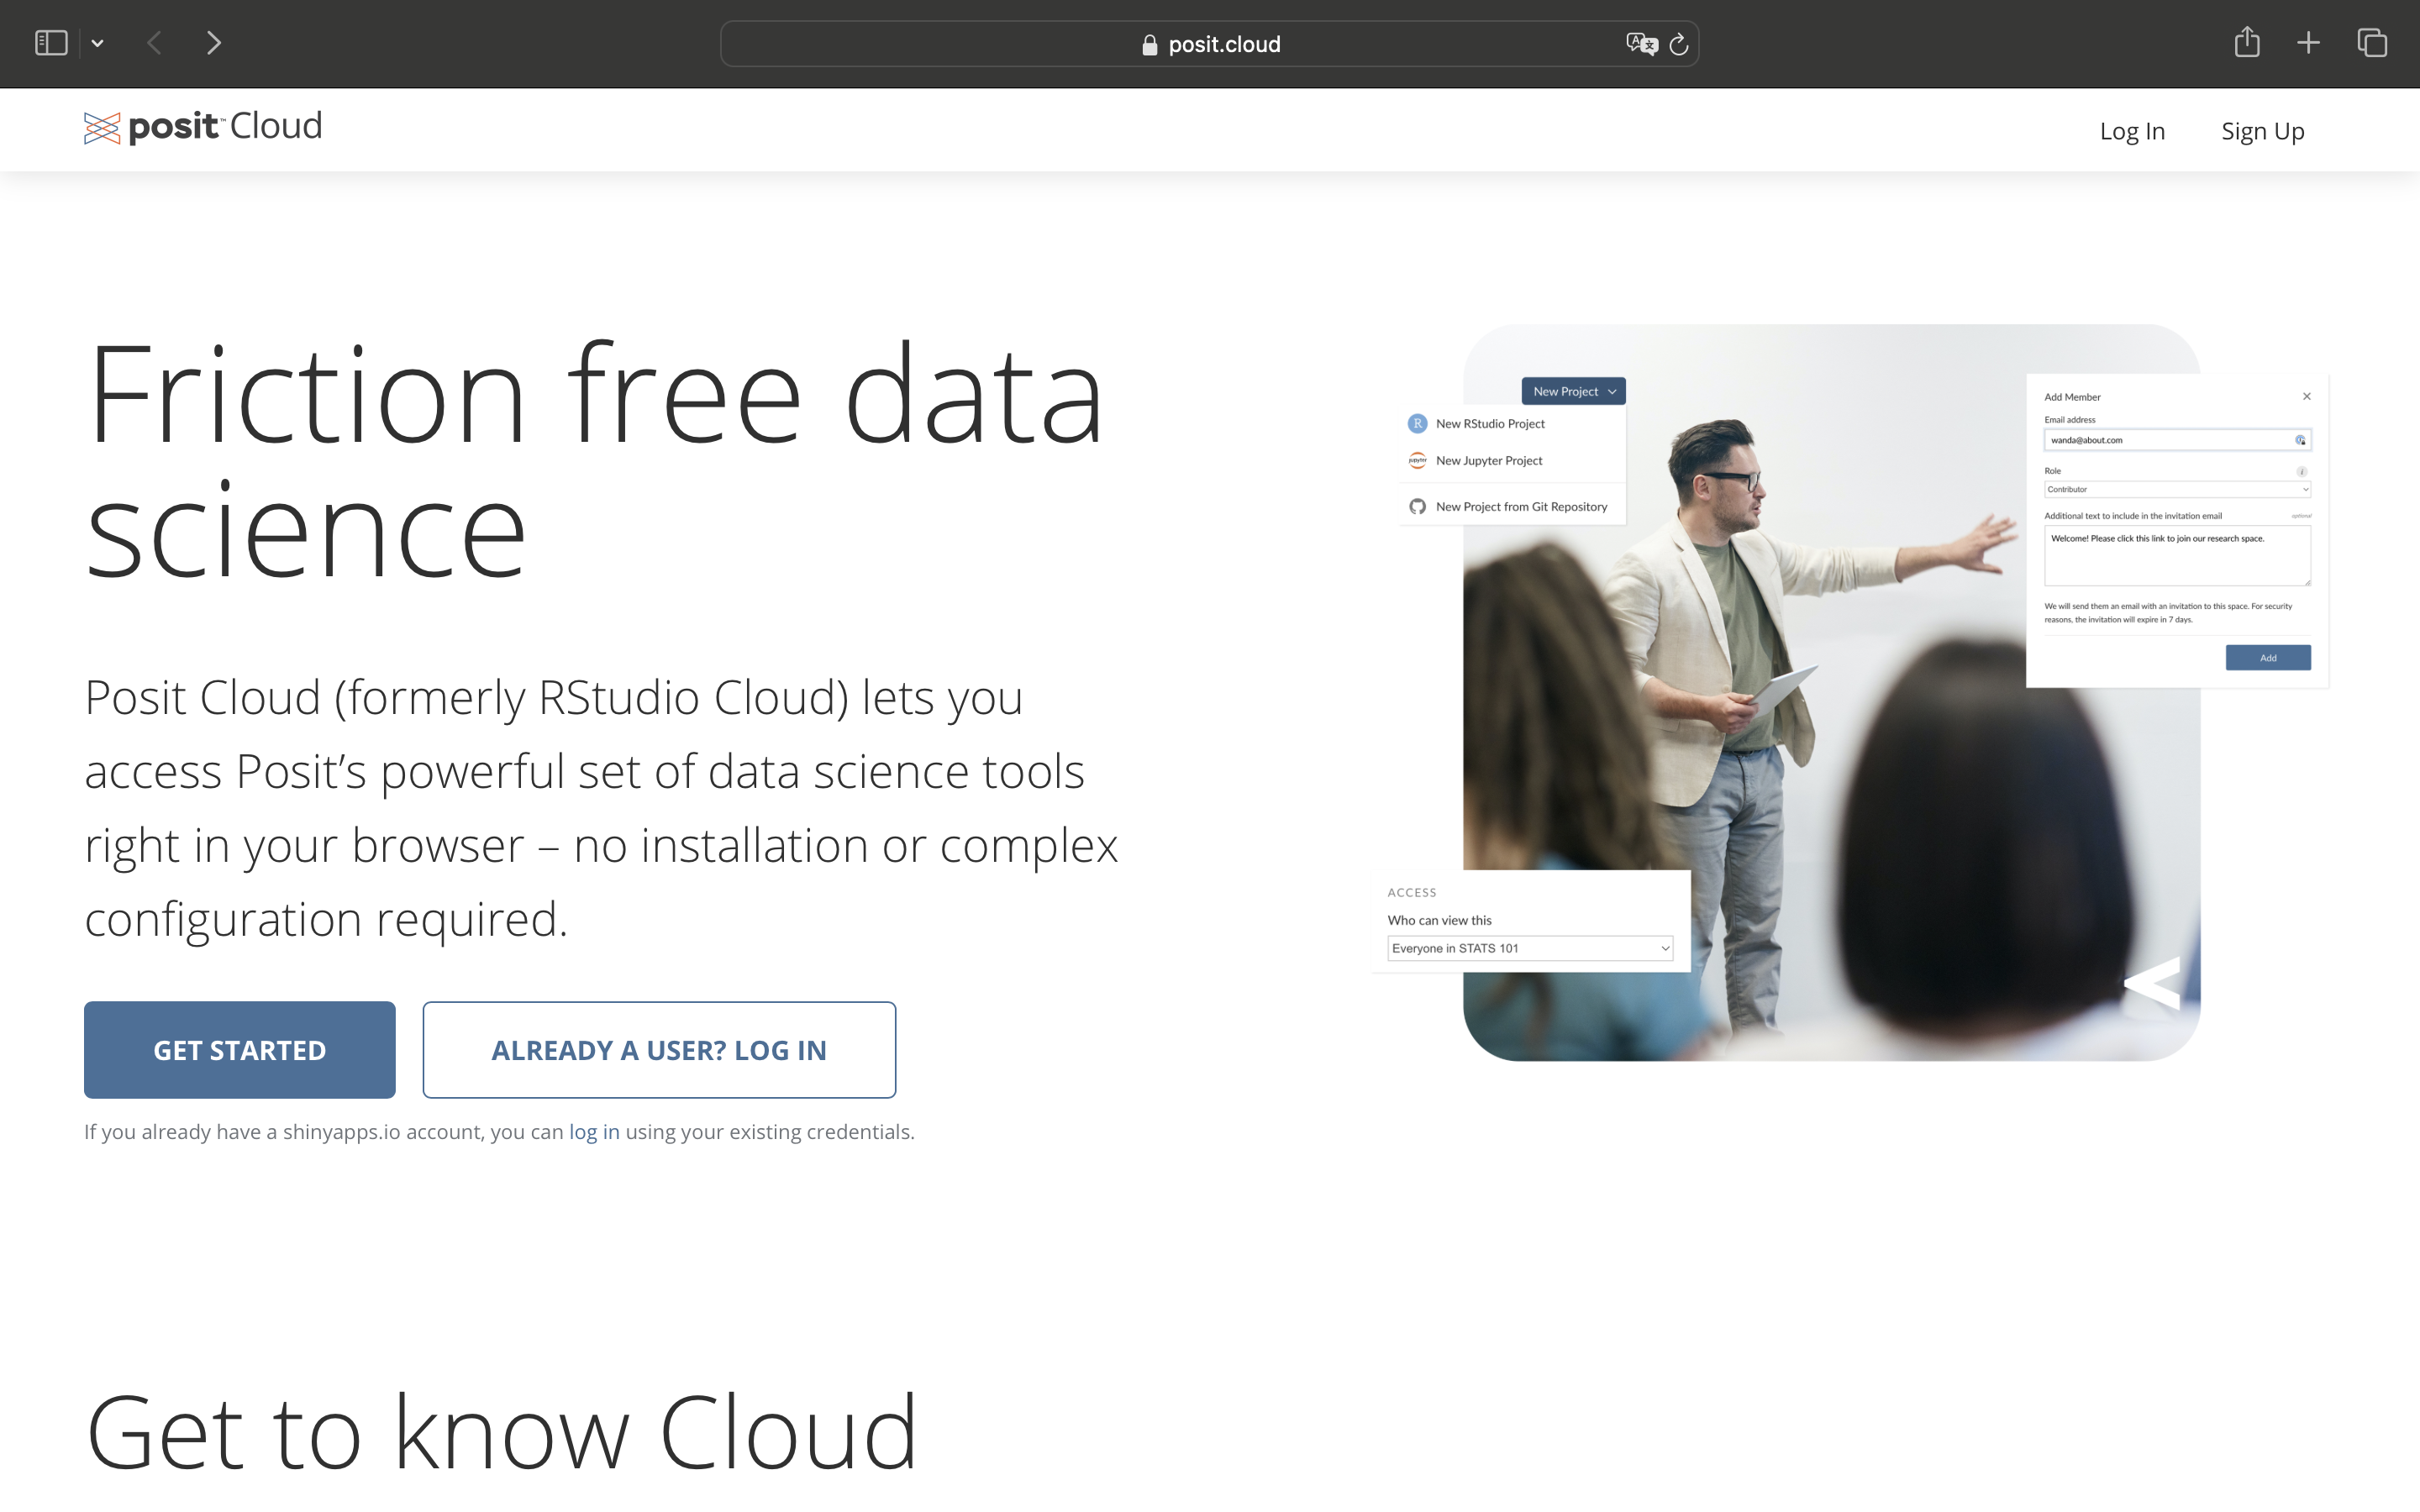 posit.cloud
posit™ Cloud
Log In
Sign Up
Friction free data
science
Posit Cloud (formerly RStudio Cloud) lets you
access Posit’s powerful set of data science tools
right in your browser – no installation or complex
configuration required.
GET STARTED
ALREADY A USER? LOG IN
If you already have a shinyapps.io account, you can log in using your existing credentials.
New Project
R
New RStudio Project
jupyter
New Jupyter Project
New Project from Git Repository
Add Member
Email address
wanda@about.com
Role
i
Contributor
Additional text to include in the invitation email
optional
Welcome! Please click this link to join our research space.
We will send them an email with an invitation to this space. For security
reasons, the invitation will expire in 7 days.
Add
ACCESS
Who can view this
Everyone in STATS 101
<
Get to know Cloud